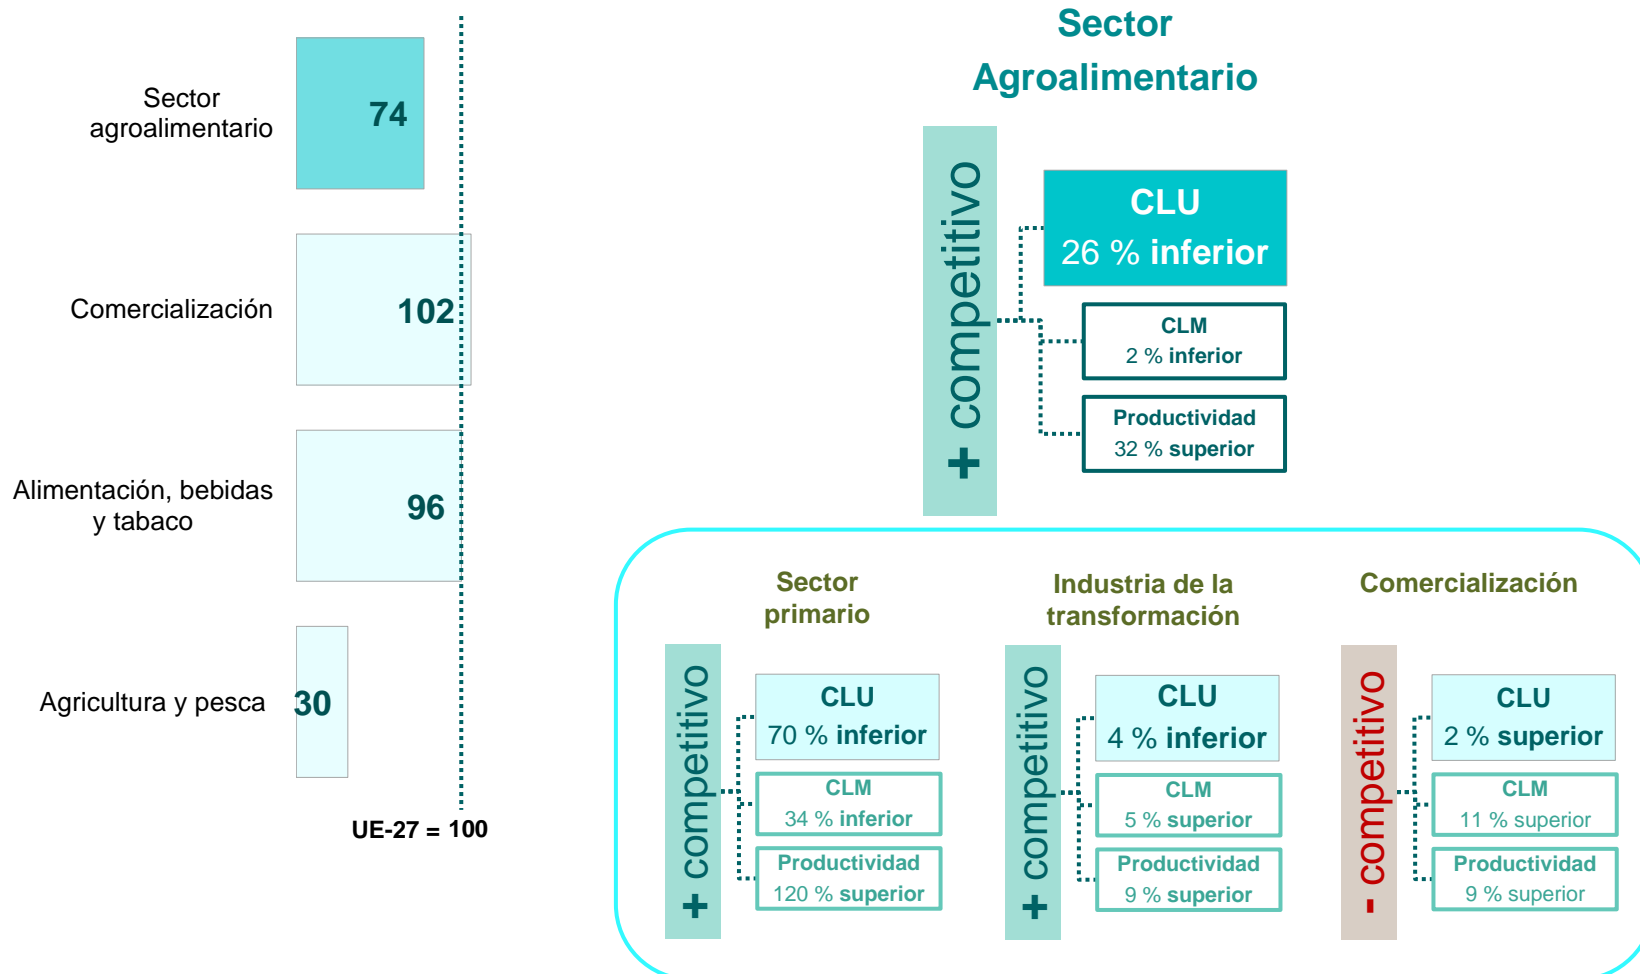 Sector
agroalimentario
74
Comercialización
102
Alimentación, bebidas
y tabaco
96
Agricultura y pesca
30
UE-27 = 100
Sector
Agroalimentario
+ competitivo
CLU
26 % inferior
CLM
2 % inferior
Productividad
32 % superior
Sector
primario
+ competitivo
CLU
70 % inferior
CLM
34 % inferior
Productividad
120 % superior
Industria de la
transformación
+ competitivo
CLU
4 % inferior
CLM
5 % superior
Productividad
9 % superior
Comercialización
- competitivo
CLU
2 % superior
CLM
11 % superior
Productividad
9 % superior